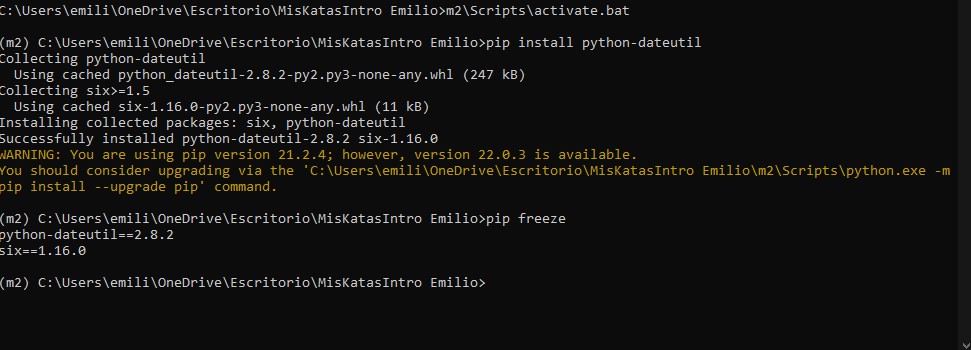 C:\Users\emili\OneDrive\Escritorio\MisKatasIntro Emilio>m2\Scripts\activate.bat
(m2) C:\Users\emili\OneDrive\Escritorio\MisKatasIntro Emilio>pip install python-dateutil
Collecting python-dateutil
  Using cached python_dateutil-2.8.2-py2.py3-none-any.whl (247 kB)
Collecting six>=1.5
  Using cached six-1.16.0-py2.py3-none-any.whl (11 kB)
Installing collected packages: six, python-dateutil
Successfully installed python-dateutil-2.8.2 six-1.16.0
WARNING: You are using pip version 21.2.4; however, version 22.0.3 is available.
You should consider upgrading via the 'C:\Users\emili\OneDrive\Escritorio\MisKatasIntro Emilio\m2\Scripts\python.exe -m
pip install --upgrade pip' command.
(m2) C:\Users\emili\OneDrive\Escritorio\MisKatasIntro Emilio>pip freeze
python-dateutil==2.8.2
six==1.16.0
(m2) C:\Users\emili\OneDrive\Escritorio\MisKatasIntro Emilio>